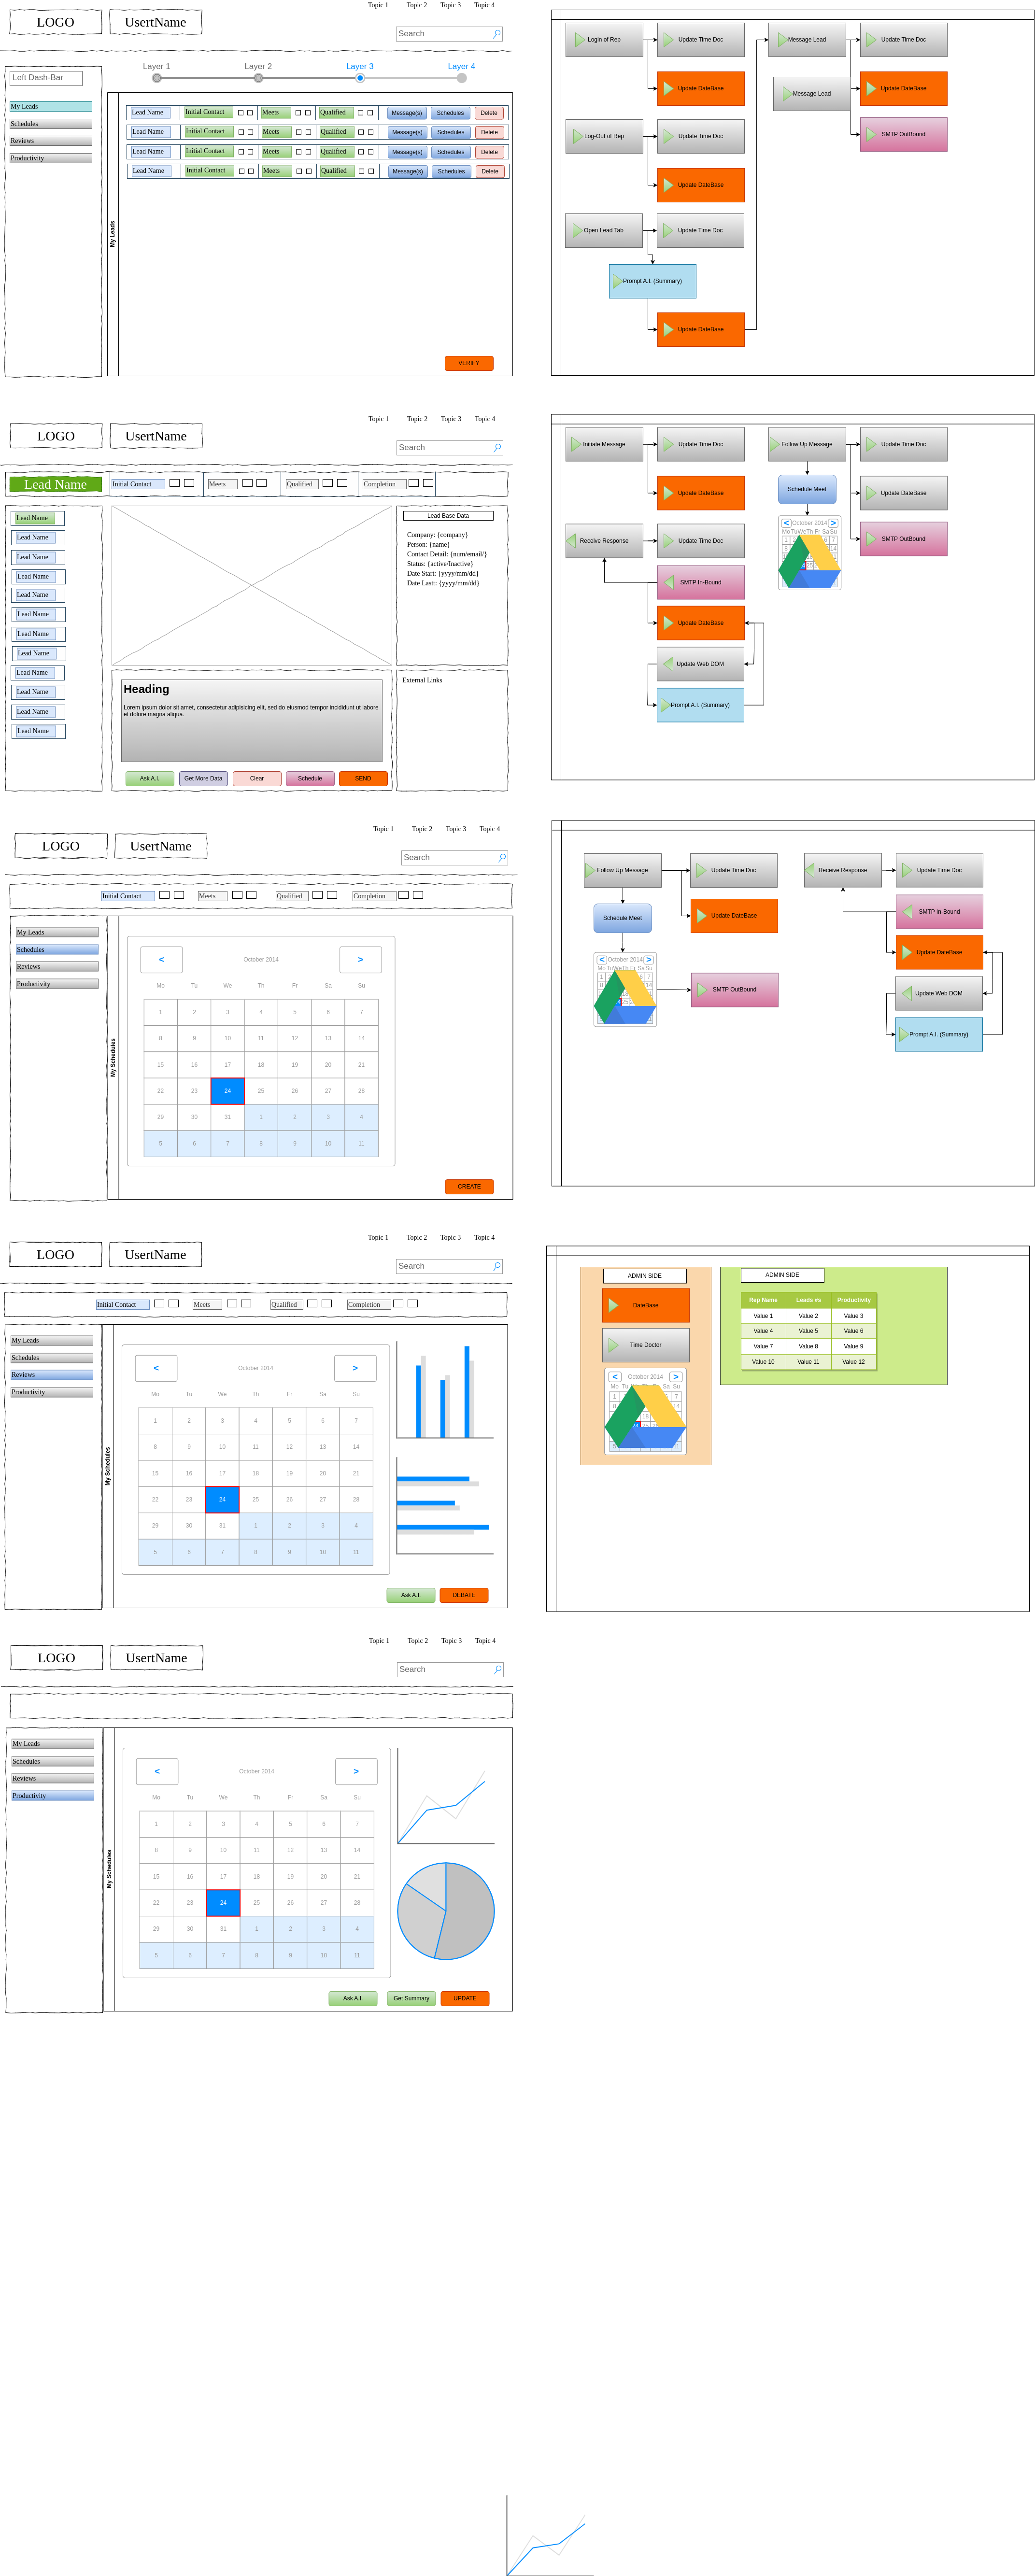 Topic 1 Topic 2 Topic 3 Topic 4
LOGO UsertName
Search
Layer 1 Layer 2 Layer 3 Layer 4
Left Dash-Bar
My Leads
Schedules
Reviews
Productivity
My Leads
Lead Name Initial Contact Meets Qualified Message(s) Schedules Delete
Lead Name Initial Contact Meets Qualified Message(s) Schedules Delete
Lead Name Initial Contact Meets Qualified Message(s) Schedules Delete
Lead Name Initial Contact Meets Qualified Message(s) Schedules Delete
VERIFY
Login of Rep Update Time Doc Message Lead Update Time Doc
Update DateBase Message Lead Update DateBase
Log-Out of Rep Update Time Doc SMTP OutBound
Update DateBase
Open Lead Tab Update Time Doc
Prompt A.I. (Summary)
Update DateBase
Topic 1 Topic 2 Topic 3 Topic 4
LOGO UsertName
Search
Lead Name Initial Contact Meets Qualified Completion
Lead Name
Lead Name
Lead Name
Lead Name
Lead Name
Lead Name
Lead Name
Lead Name
Lead Name
Lead Name
Lead Name
Lead Name
Lead Base Data
Company: {company}
Person: {name}
Contact Detail: {num/email/}
Status: {active/Inactive}
Date Start: {yyyy/mm/dd}
Date Lastt: {yyyy/mm/dd}
Heading
Lorem ipsum dolor sit amet, consectetur adipisicing elit, sed do eiusmod tempor incididunt ut labore
et dolore magna aliqua.
External Links
Ask A.I. Get More Data Clear Schedule SEND
Initiate Message Update Time Doc Follow Up Message Update Time Doc
Update DateBase Schedule Meet Update DateBase
< October 2014 >
Mo Tu We Th Fr Sa Su
Receive Response Update Time Doc SMTP OutBound
SMTP In-Bound
Update DateBase
Update Web DOM
Prompt A.I. (Summary)
Topic 1 Topic 2 Topic 3 Topic 4
LOGO UsertName
Search
Initial Contact Meets Qualified Completion
My Leads
Schedules
Reviews
Productivity
My Schedules
< October 2014 >
Mo Tu We Th Fr Sa Su
1 2 3 4 5 6 7
8 9 10 11 12 13 14
15 16 17 18 19 20 21
22 23 24 25 26 27 28
29 30 31 1 2 3 4
5 6 7 8 9 10 11
CREATE
Follow Up Message Update Time Doc Receive Response Update Time Doc
Schedule Meet Update DateBase SMTP In-Bound
< October 2014 >
Mo Tu We Th Fr Sa Su
SMTP OutBound
Update DateBase
Update Web DOM
Prompt A.I. (Summary)
Topic 1 Topic 2 Topic 3 Topic 4
LOGO UsertName
Search
Initial Contact Meets Qualified Completion
My Leads
Schedules
Reviews
Productivity
My Schedules
< October 2014 >
Mo Tu We Th Fr Sa Su
1 2 3 4 5 6 7
8 9 10 11 12 13 14
15 16 17 18 19 20 21
22 23 24 25 26 27 28
29 30 31 1 2 3 4
5 6 7 8 9 10 11
Ask A.I. DEBATE
ADMIN SIDE
DateBase
Time Doctor
< October 2014 >
Mo Tu We Th Fr Sa Su
ADMIN SIDE
Rep Name Leads #s Productivity
Value 1 Value 2 Value 3
Value 4 Value 5 Value 6
Value 7 Value 8 Value 9
Value 10 Value 11 Value 12
Topic 1 Topic 2 Topic 3 Topic 4
LOGO UsertName
Search
My Leads
Schedules
Reviews
Productivity
My Schedules
< October 2014 >
Mo Tu We Th Fr Sa Su
1 2 3 4 5 6 7
8 9 10 11 12 13 14
15 16 17 18 19 20 21
22 23 24 25 26 27 28
29 30 31 1 2 3 4
5 6 7 8 9 10 11
Ask A.I. Get Summary UPDATE